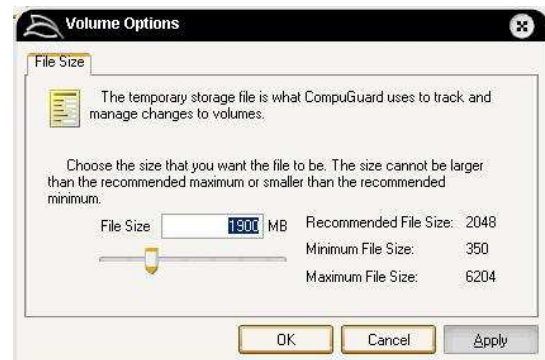 Volume Options
File Size
The temporary storage file is what CompuGuard uses to track and
manage changes to volumes.
Choose the size that you want the file to be. The size cannot be larger
than the recommended maximum or smaller than the recommended
minimum.
File Size 1900 MB
Recommended File Size: 2048
Minimum File Size: 350
Maximum File Size: 6204
OK Cancel Apply